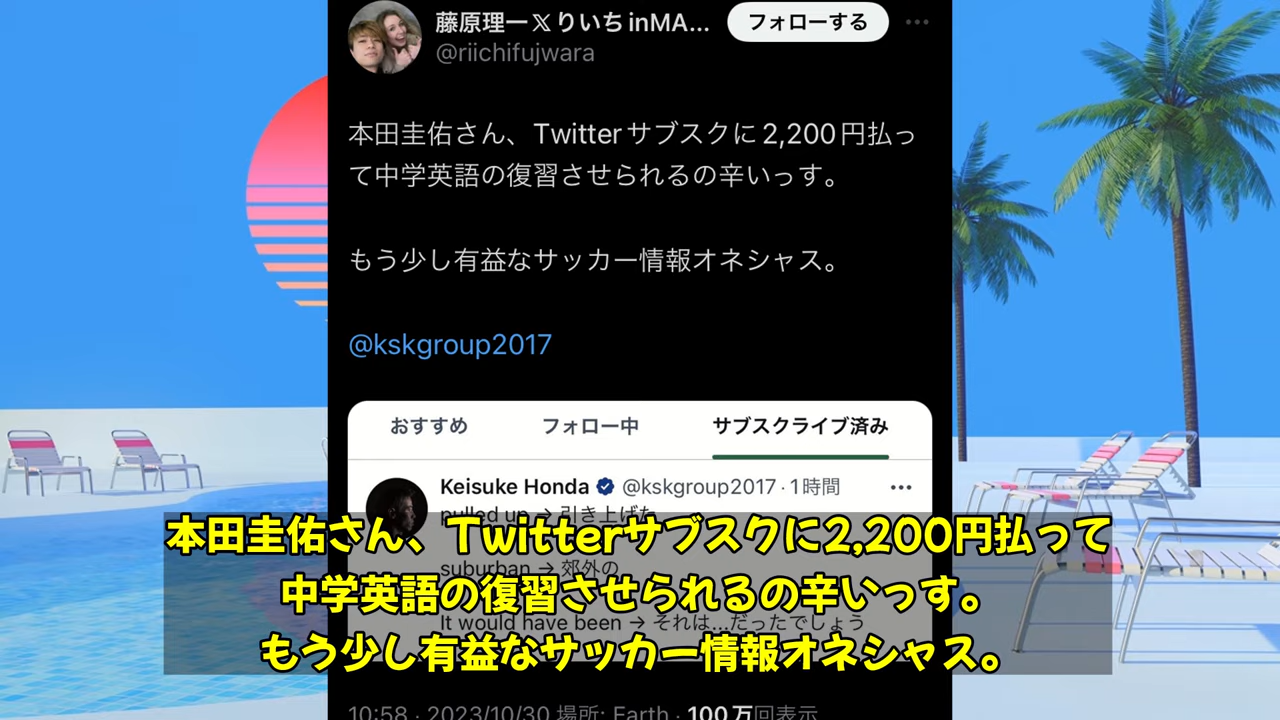 藤原理一𝕏りいちinMA...
フォローする
@riichifujwara
本田圭佑さん、Twitterサブスクに2,200円払っ
て中学英語の復習させられるの辛いっす。
もう少し有益なサッカー情報オネシャス。
@kskgroup2017
おすすめ フォロー中 サブスクライブ済み
Keisuke Honda @kskgroup2017 · 1時間
pulled up → 引き上げた
suburban → 郊外の
It would have been → それは...だったでしょう
本田圭佑さん、Twitterサブスクに2,200円払って
中学英語の復習させられるの辛いっす。
もう少し有益なサッカー情報オネシャス。
10:58 · 2023/10/30 場所: Earth · 100万回表示